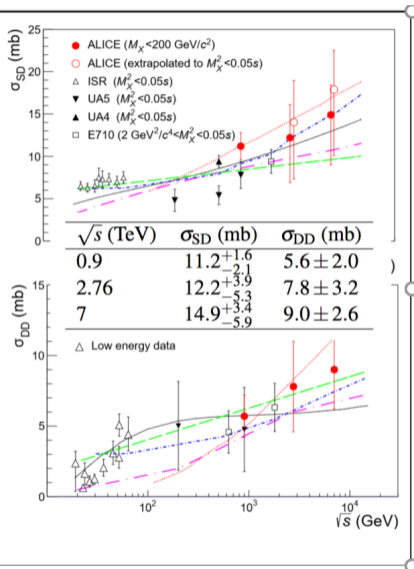 σSD (mb)
25
20
15
10
5
0
ALICE (MX<200 GeV/c²)
ALICE (extrapolated to M²X<0.05s)
ISR (M²X<0.05s)
UA5 (M²X<0.05s)
UA4 (M²X<0.05s)
E710 (2 GeV²/c⁴<M²X<0.05s)
√s (TeV) σSD (mb) σDD (mb)
0.9 11.2+1.6−2.1 5.6±2.0
2.76 12.2+3.9−5.3 7.8±3.2
7 14.9+3.4−5.9 9.0±2.6
)
σDD (mb)
15
10
5
0
Low energy data
10² 10³ 10⁴
√s (GeV)